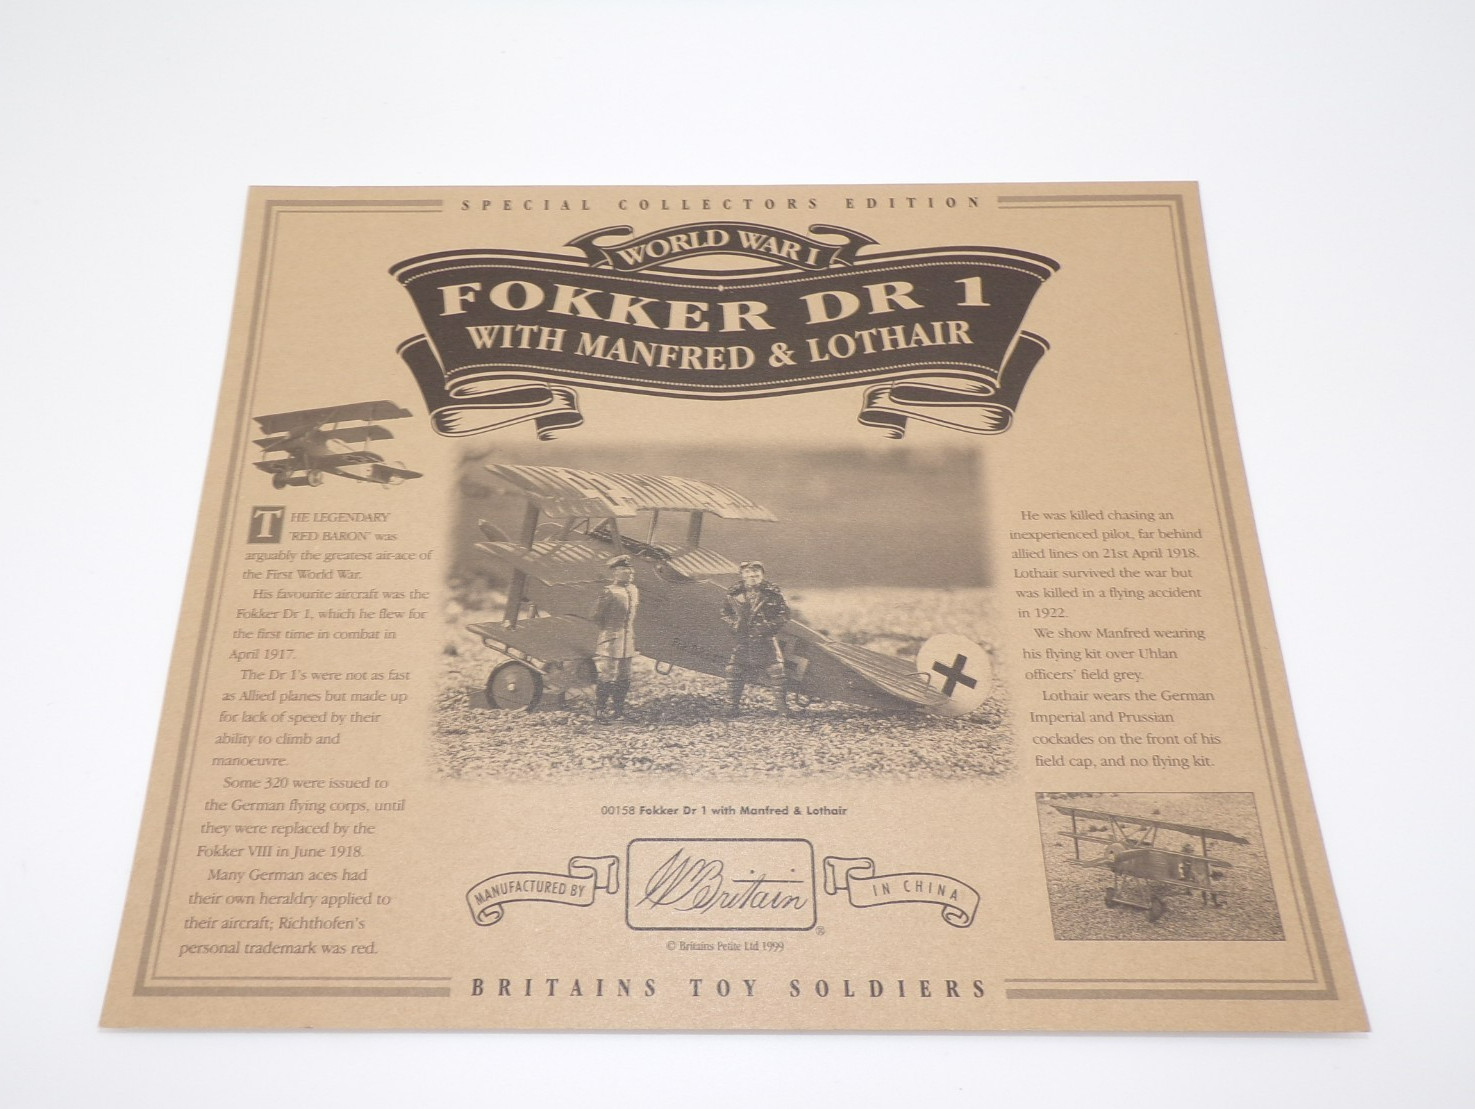 SPECIAL COLLECTORS EDITION
WORLD WAR I
FOKKER DR 1
WITH MANFRED & LOTHAIR
THE LEGENDARY
'RED BARON' was
arguably the greatest air-ace of
the First World War.
His favourite aircraft was the
Fokker Dr 1, which he flew for
the first time in combat in
April 1917.
The Dr 1's were not as fast
as Allied planes but made up
for lack of speed by their
ability to climb and
manoeuvre.
Some 320 were issued to
the German flying corps, until
they were replaced by the
Fokker VIII in June 1918.
Many German aces had
their own heraldry applied to
their aircraft; Richthofen's
personal trademark was red.
He was killed chasing an
inexperienced pilot, far behind
allied lines on 21st April 1918.
Lothair survived the war but
was killed in a flying accident
in 1922.
We show Manfred wearing
his flying kit over Uhlan
officers' field grey.
Lothair wears the German
Imperial and Prussian
cockades on the front of his
field cap, and no flying kit.
00158 Fokker Dr 1 with Manfred & Lothair
MANUFACTURED BY
WBritain
®
IN CHINA
© Britains Petite Ltd 1999
BRITAINS TOY SOLDIERS